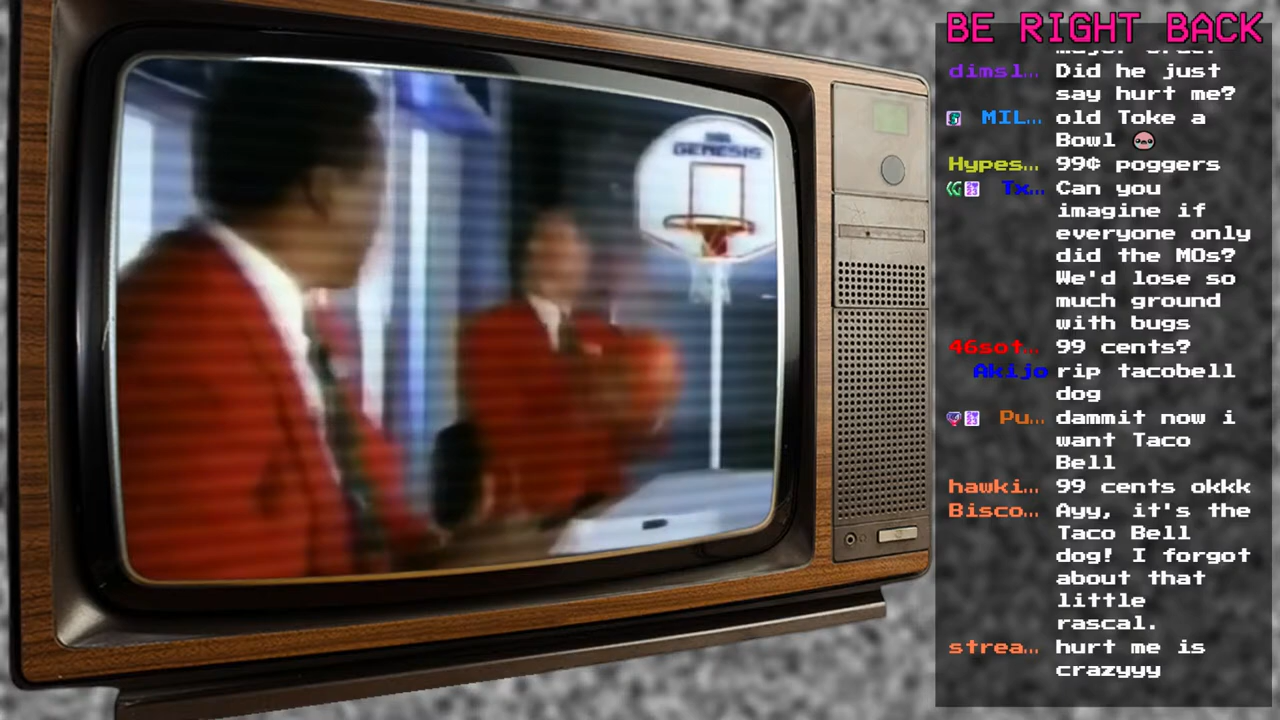 BE RIGHT BACK
GENESIS
dimsl... Did he just
say hurt me?
MIL... old Toke a
Bowl
Hypes... 99¢ poggers
Tx... Can you
imagine if
everyone only
did the MOs?
We'd lose so
much ground
with bugs
46sot... 99 cents?
Akijo rip tacobell
dog
Pu... dammit now i
want Taco
Bell
hawki... 99 cents okkk
Bisco... Ayy, it's the
Taco Bell
dog! I forgot
about that
little
rascal.
strea... hurt me is
crazyyy